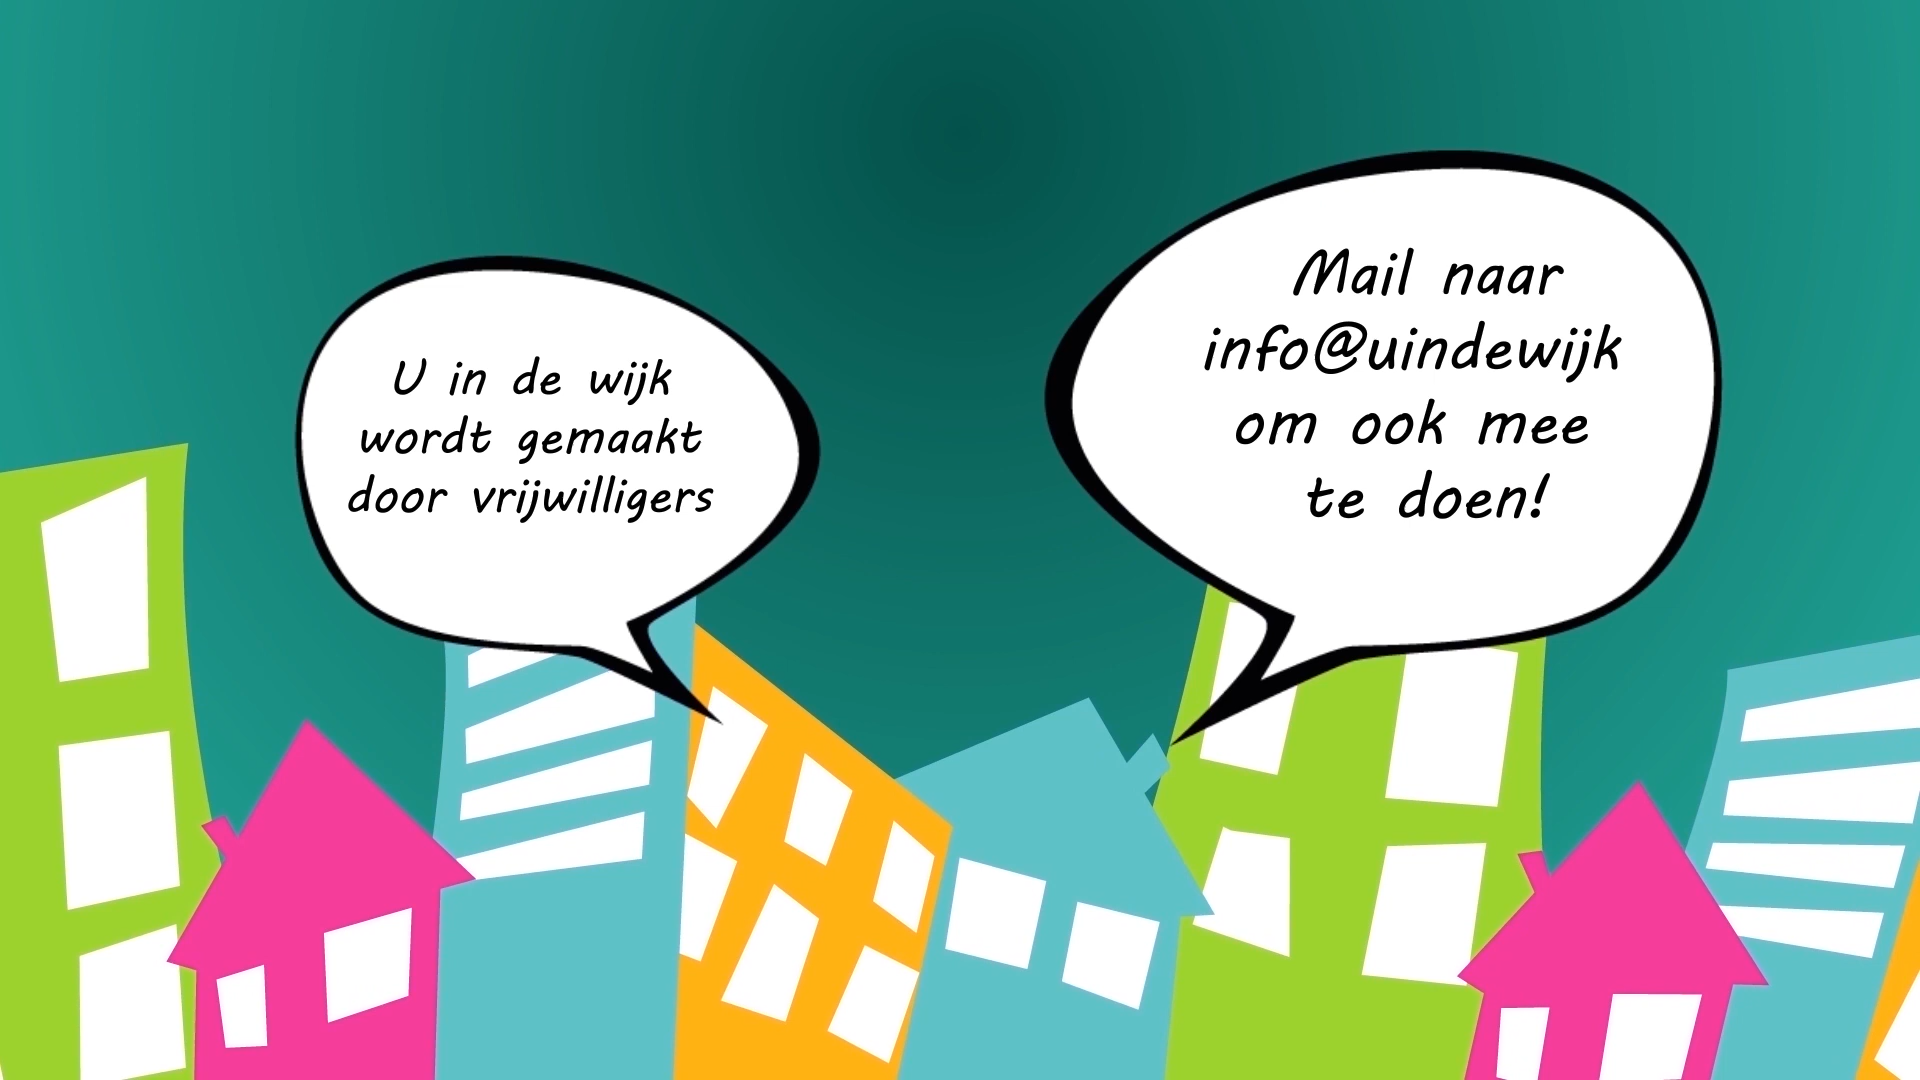 U in de wijk
wordt gemaakt
door vrijwilligers
Mail naar
info@uindewijk
om ook mee
te doen!